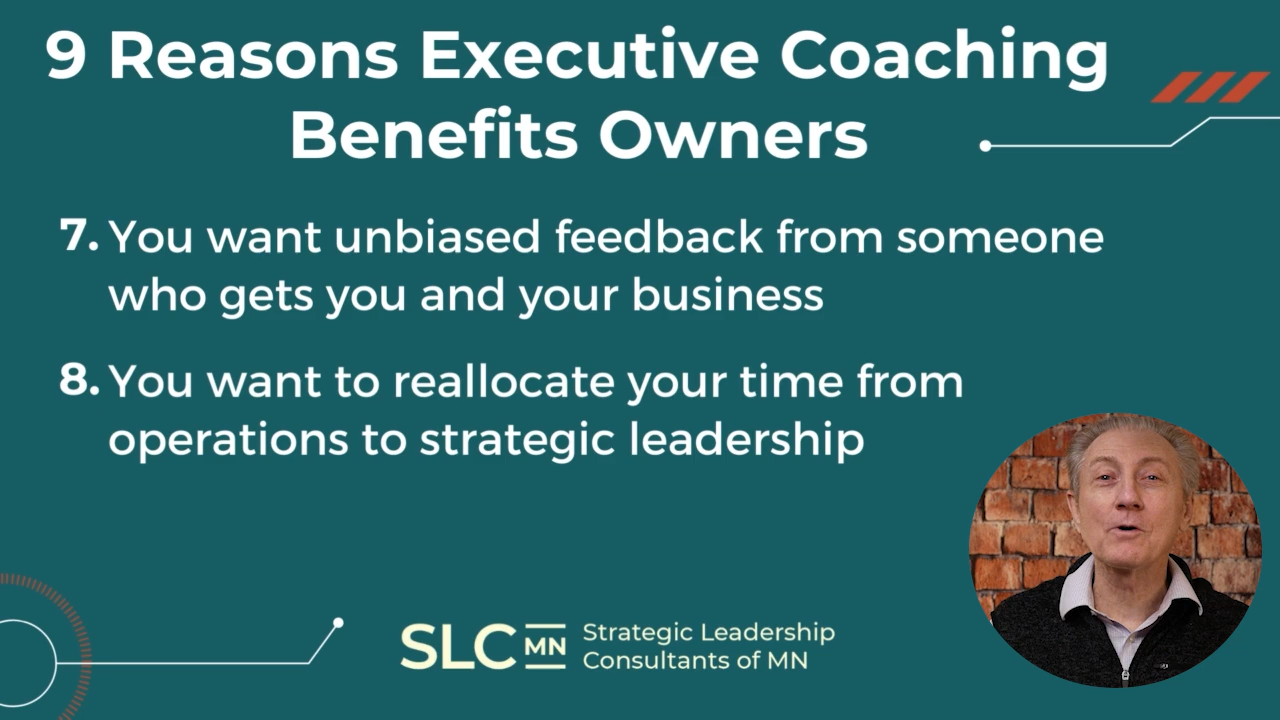 9 Reasons Executive Coaching
Benefits Owners
7. You want unbiased feedback from someone
who gets you and your business
8. You want to reallocate your time from
operations to strategic leadership
SLC MN Strategic Leadership
Consultants of MN